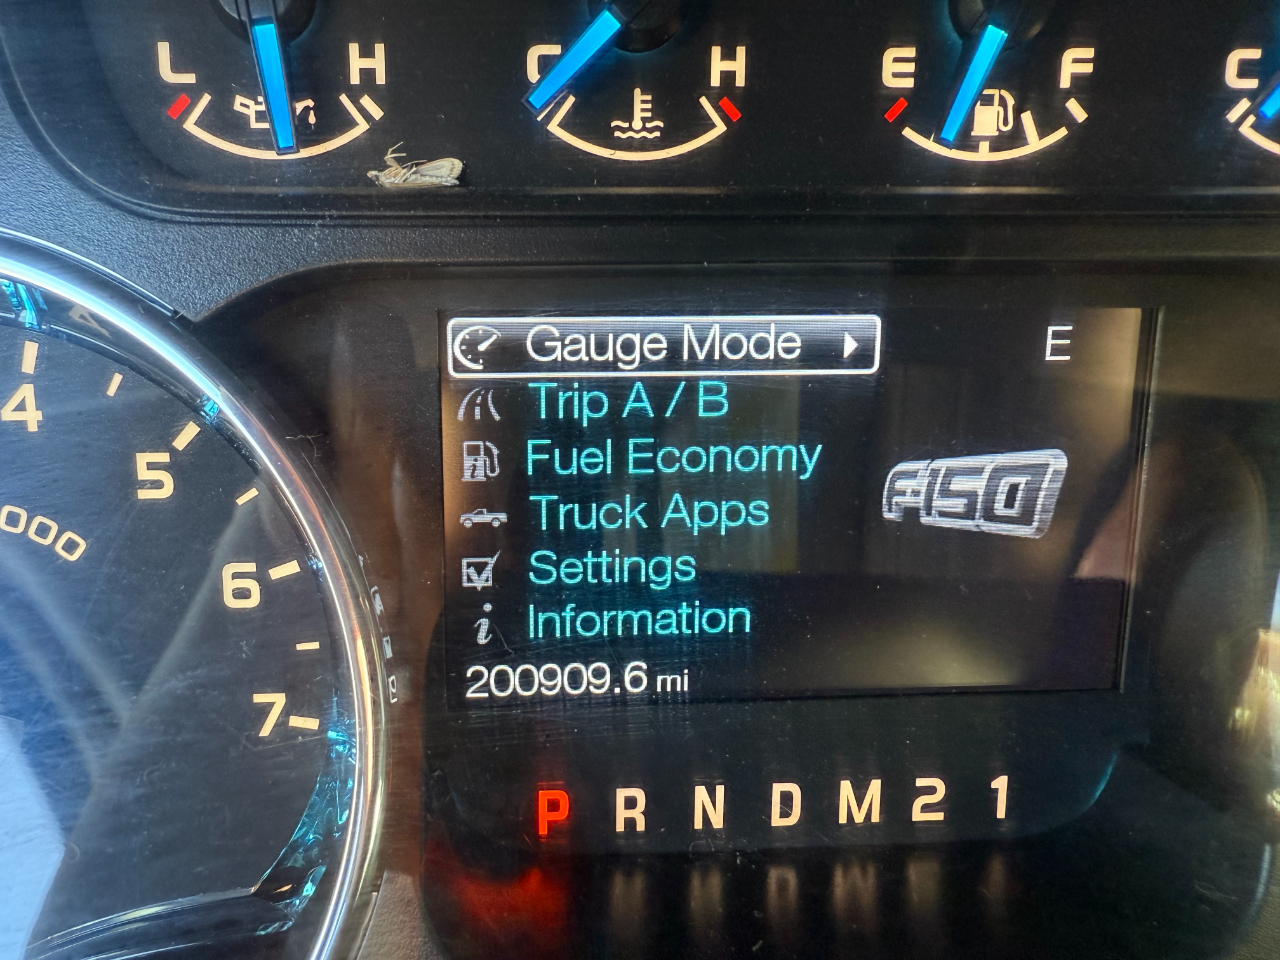 L H
C H
E F
C
Gauge Mode
E
Trip A / B
Fuel Economy
F-150
Truck Apps
Settings
Information
200909.6 mi
4
5
000
6
7
P R N D M 2 1